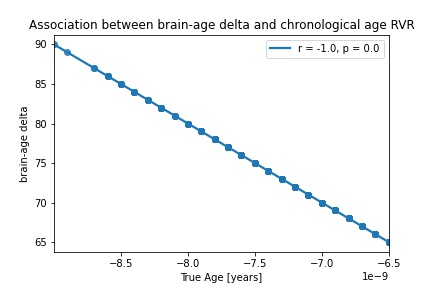 Association between brain-age delta and chronological age RVR
r = -1.0, p = 0.0
90
85
80
75
70
65
brain-age delta
−8.5 −8.0 −7.5 −7.0 −6.5
1e−9
True Age [years]